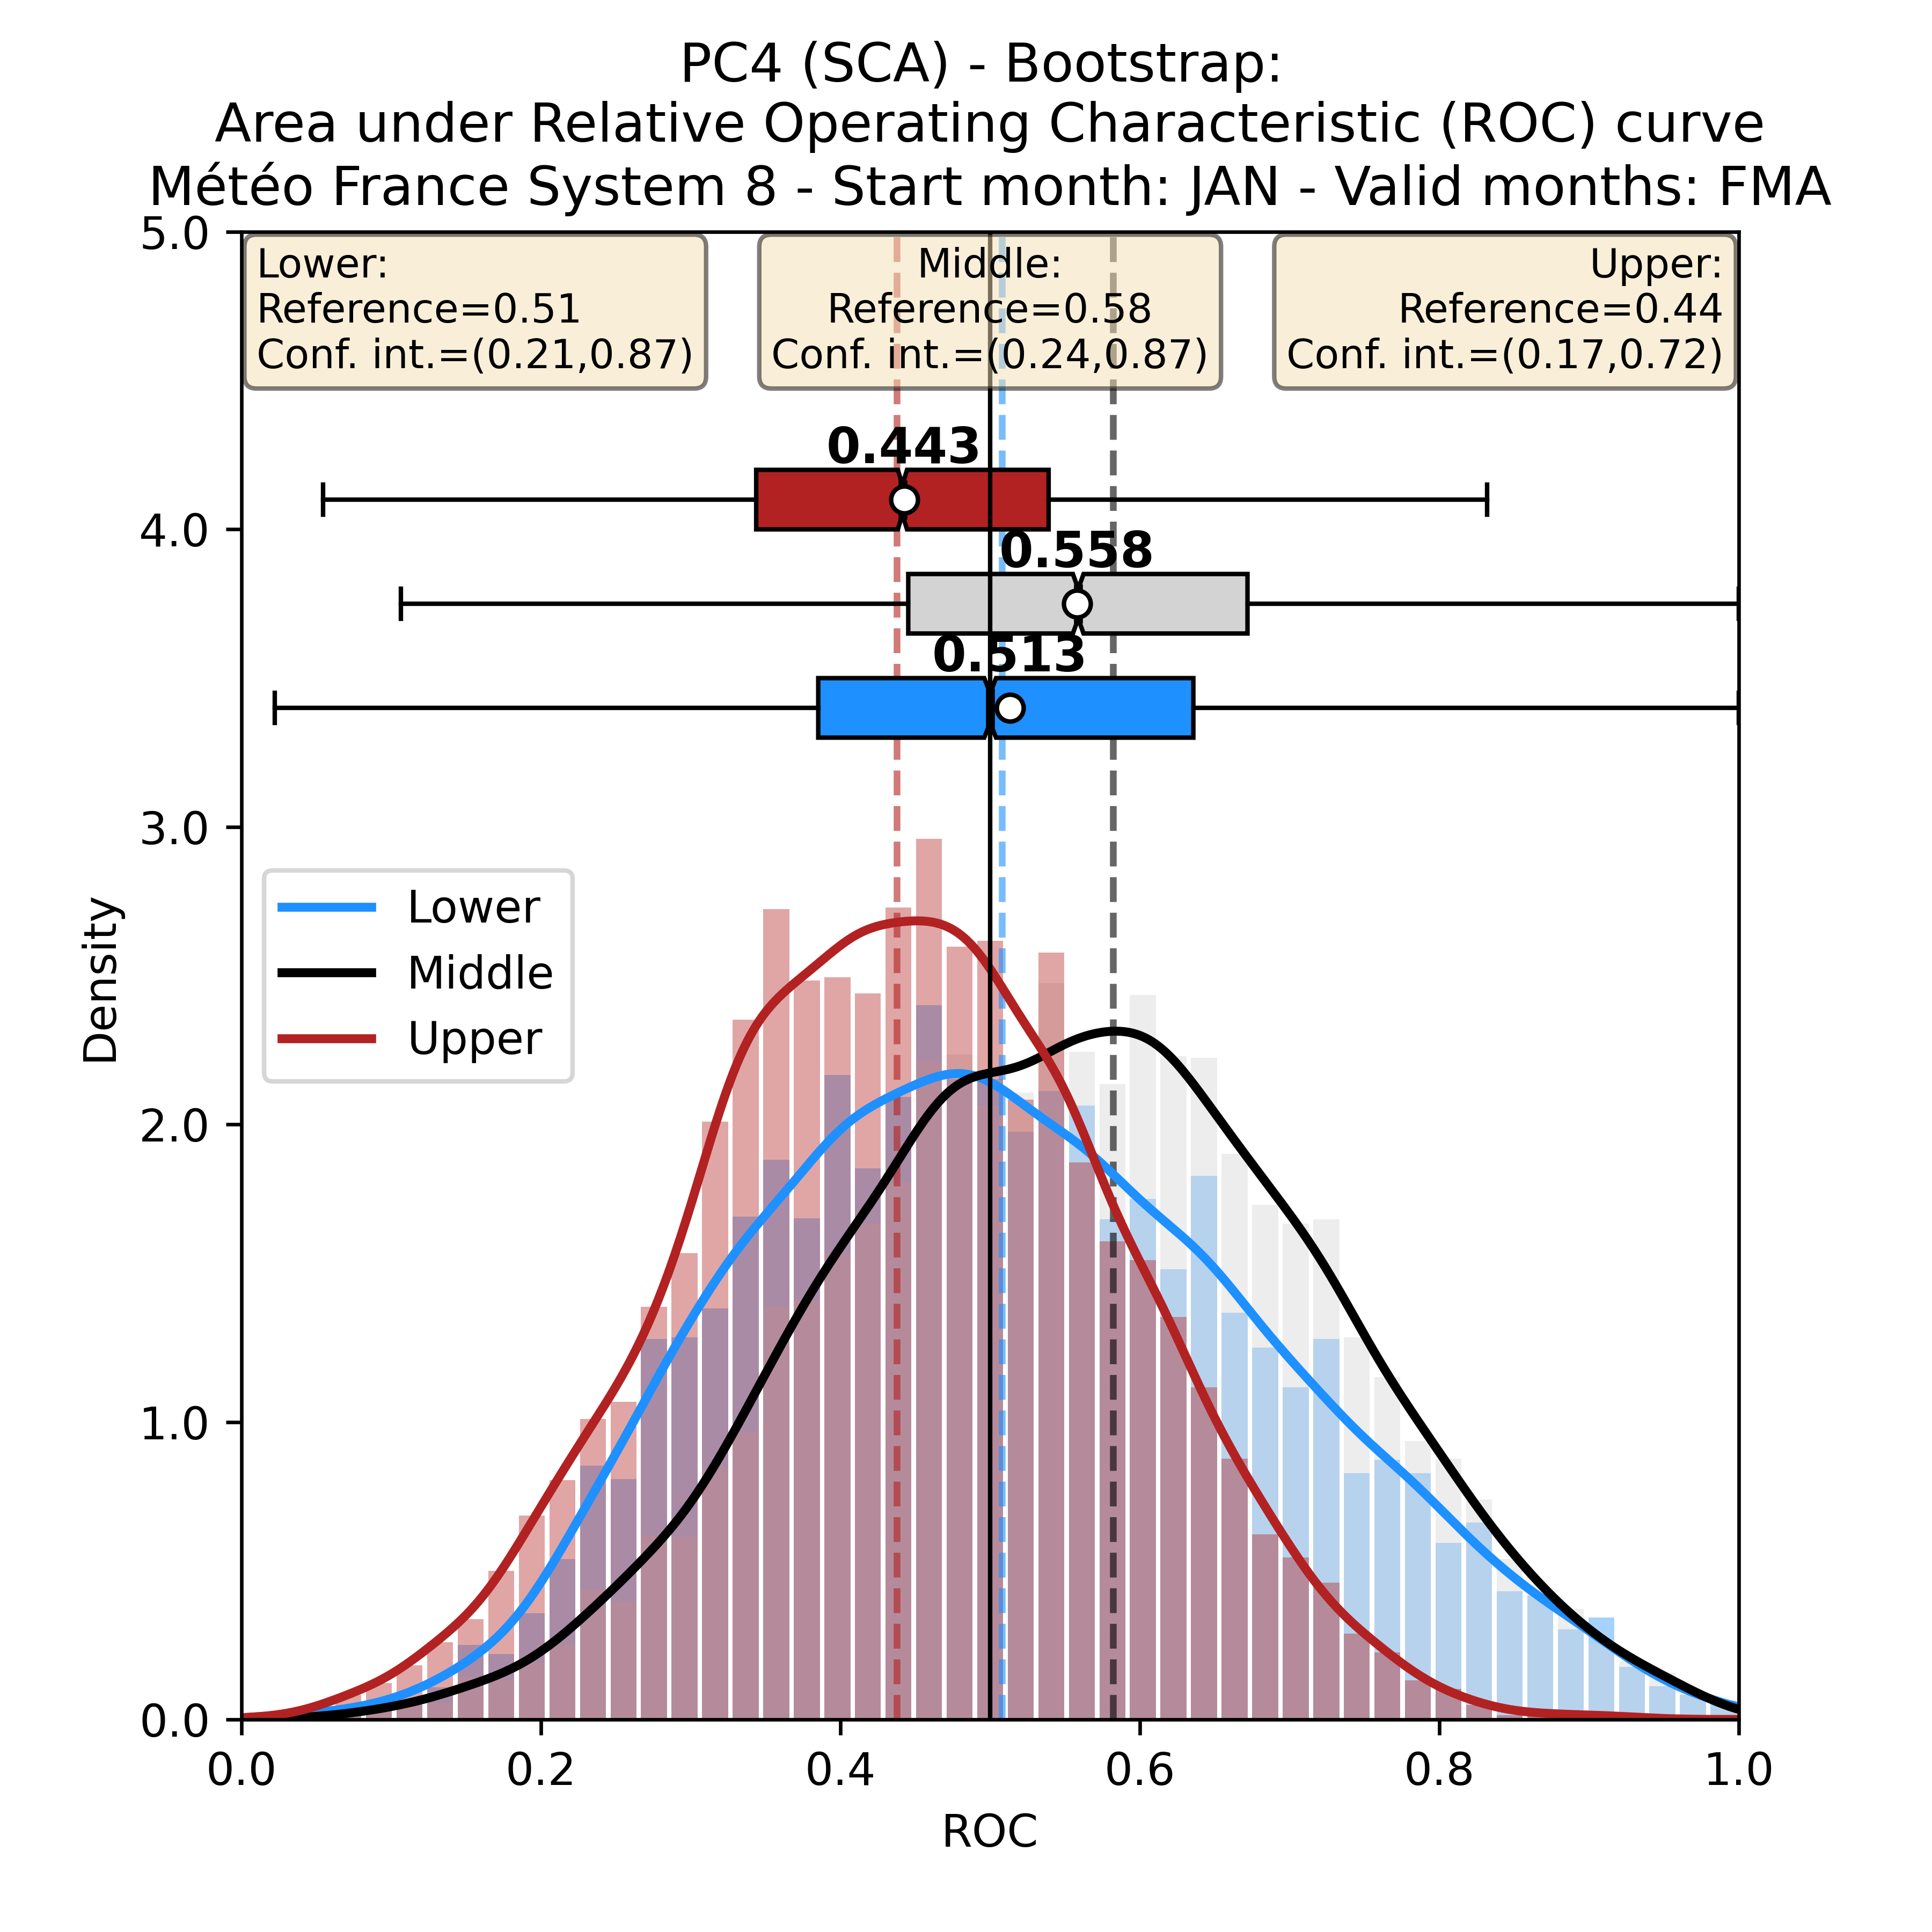 PC4 (SCA) - Bootstrap:
Area under Relative Operating Characteristic (ROC) curve
Météo France System 8 - Start month: JAN - Valid months: FMA
5.0
Lower:
Reference=0.51
Conf. int.=(0.21,0.87)
Middle:
Reference=0.58
Conf. int.=(0.24,0.87)
Upper:
Reference=0.44
Conf. int.=(0.17,0.72)
0.443
4.0
0.558
0.513
3.0
Density
Lower
Middle
Upper
2.0
1.0
0.0
0.0 0.2 0.4 0.6 0.8 1.0
ROC